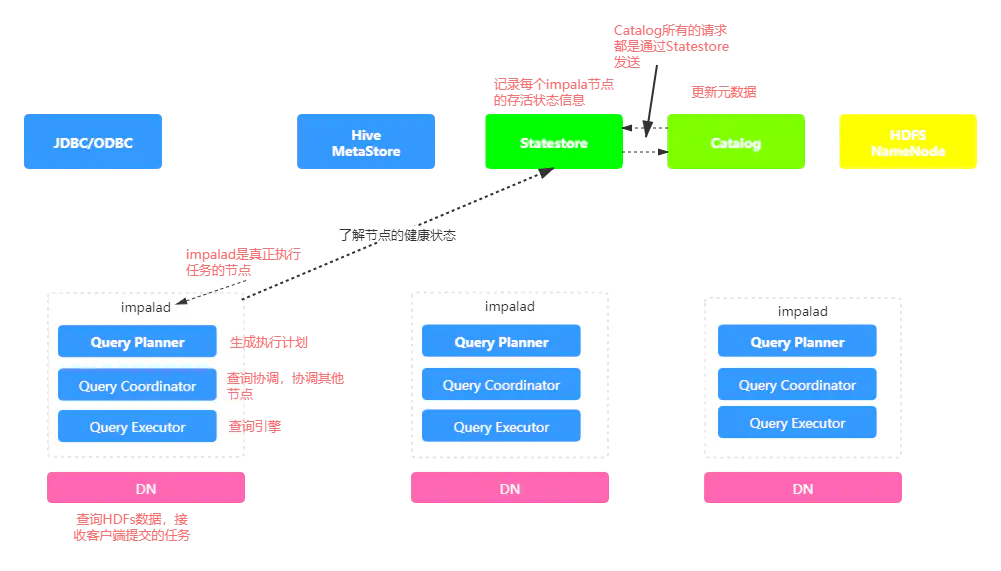 Catalog所有的请求
都是通过Statestore
发送
记录每个impala节点
的存活状态信息
更新元数据
JDBC/ODBC
Hive
MetaStore
Statestore
Catalog
HDFS
NameNode
了解节点的健康状态
impalad是真正执行
任务的节点
impalad
Query Planner
生成执行计划
Query Coordinator
查询协调，协调其他
节点
Query Executor
查询引擎
DN
查询HDFs数据，接
收客户端提交的任务
impalad
Query Planner
Query Coordinator
Query Executor
DN
impalad
Query Planner
Query Coordinator
Query Executor
DN